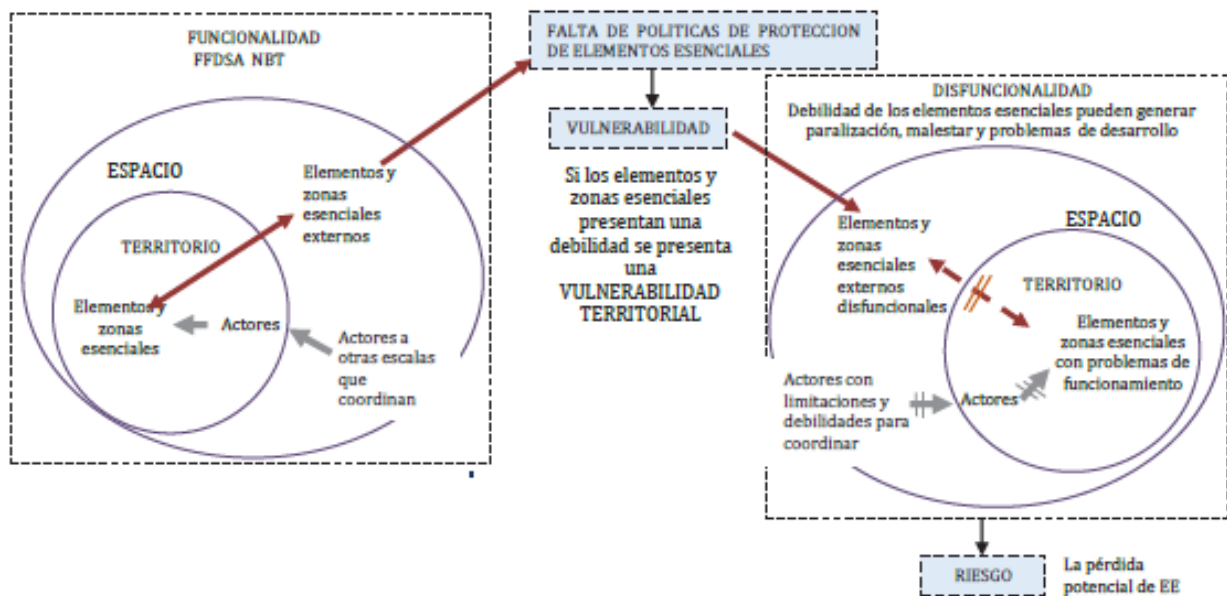 FUNCIONALIDAD
FFDSA NBT
ESPACIO
Elementos y
zonas
esenciales
externos
TERRITORIO
Elementos y
zonas
esenciales
Actores
Actores a
otras escalas
que
coordinan
FALTA DE POLITICAS DE PROTECCION
DE ELEMENTOS ESENCIALES
VULNERABILIDAD
Si los elementos y
zonas esenciales
presentan una
debilidad se presenta
una
VULNERABILIDAD
TERRITORIAL
DISFUNCIONALIDAD
Debilidad de los elementos esenciales pueden generar
paralización, malestar y problemas de desarrollo
Elementos y
zonas
esenciales
externos
disfuncionales
ESPACIO
TERRITORIO
Elementos y
zonas esenciales
con problemas de
funcionamiento
Actores con
limitaciones y
debilidades para
coordinar
Actores
RIESGO
La pérdida
potencial de EE